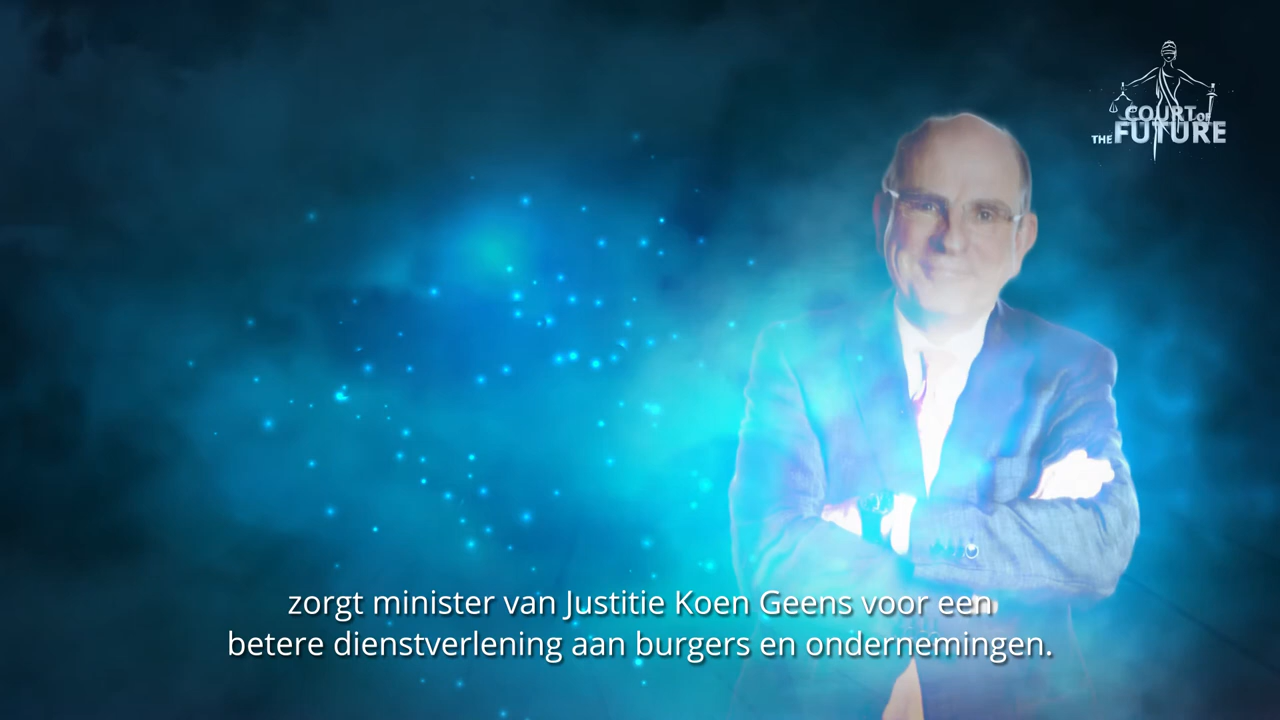 COURT OF
THE FUTURE
zorgt minister van Justitie Koen Geens voor een
betere dienstverlening aan burgers en ondernemingen.